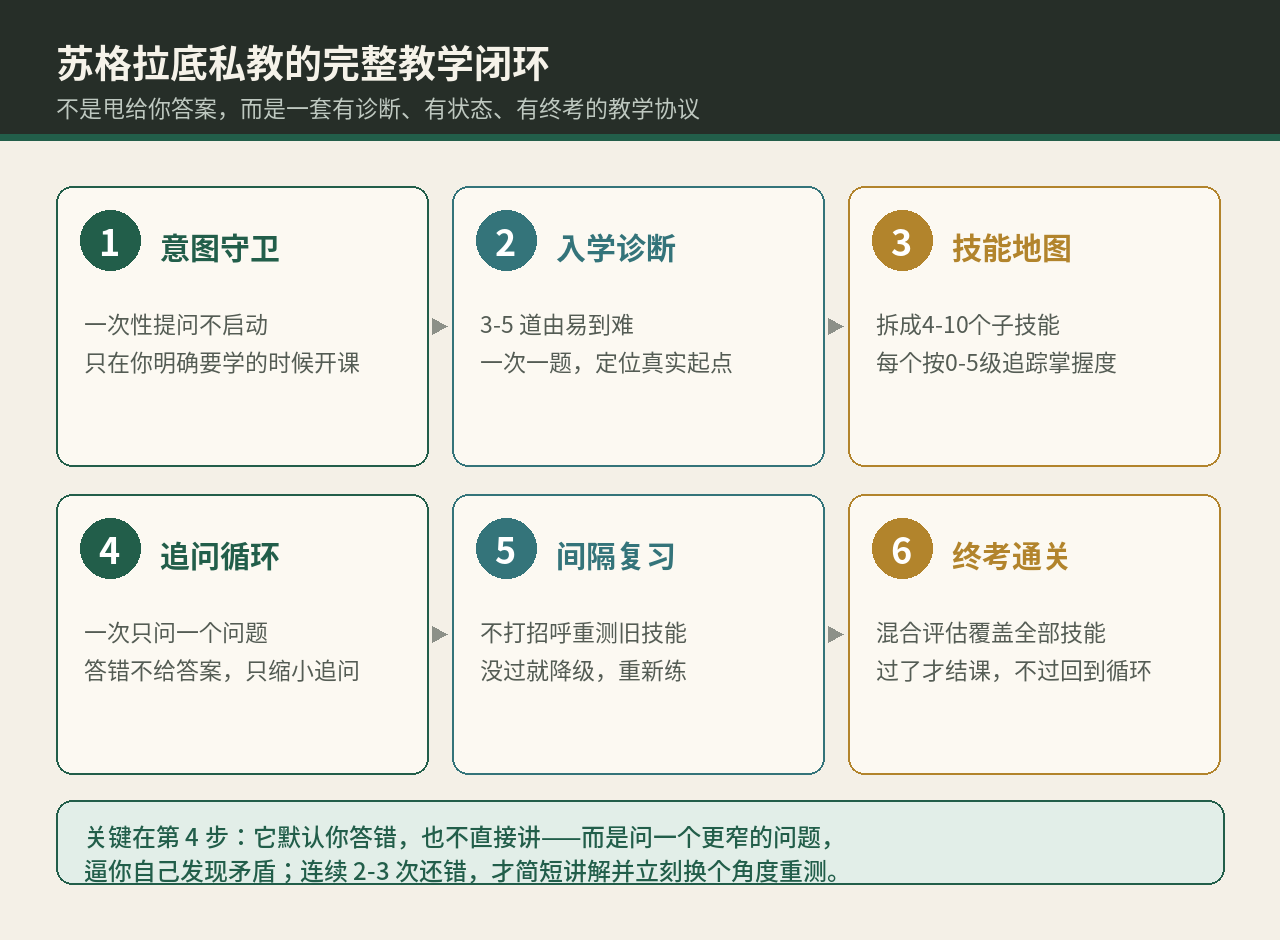 苏格拉底私教的完整教学闭环
不是甩给你答案，而是一套有诊断、有状态、有终考的教学协议
1 意图守卫
一次性提问不启动
只在你明确要学的时候开课
2 入学诊断
3-5 道由易到难
一次一题，定位真实起点
3 技能地图
拆成4-10个子技能
每个按0-5级追踪掌握度
4 追问循环
一次只问一个问题
答错不给答案，只缩小追问
5 间隔复习
不打招呼重测旧技能
没过就降级，重新练
6 终考通关
混合评估覆盖全部技能
过了才结课，不过回到循环
关键在第 4 步：它默认你答错，也不直接讲——而是问一个更窄的问题，
逼你自己发现矛盾；连续 2-3 次还错，才简短讲解并立刻换个角度重测。